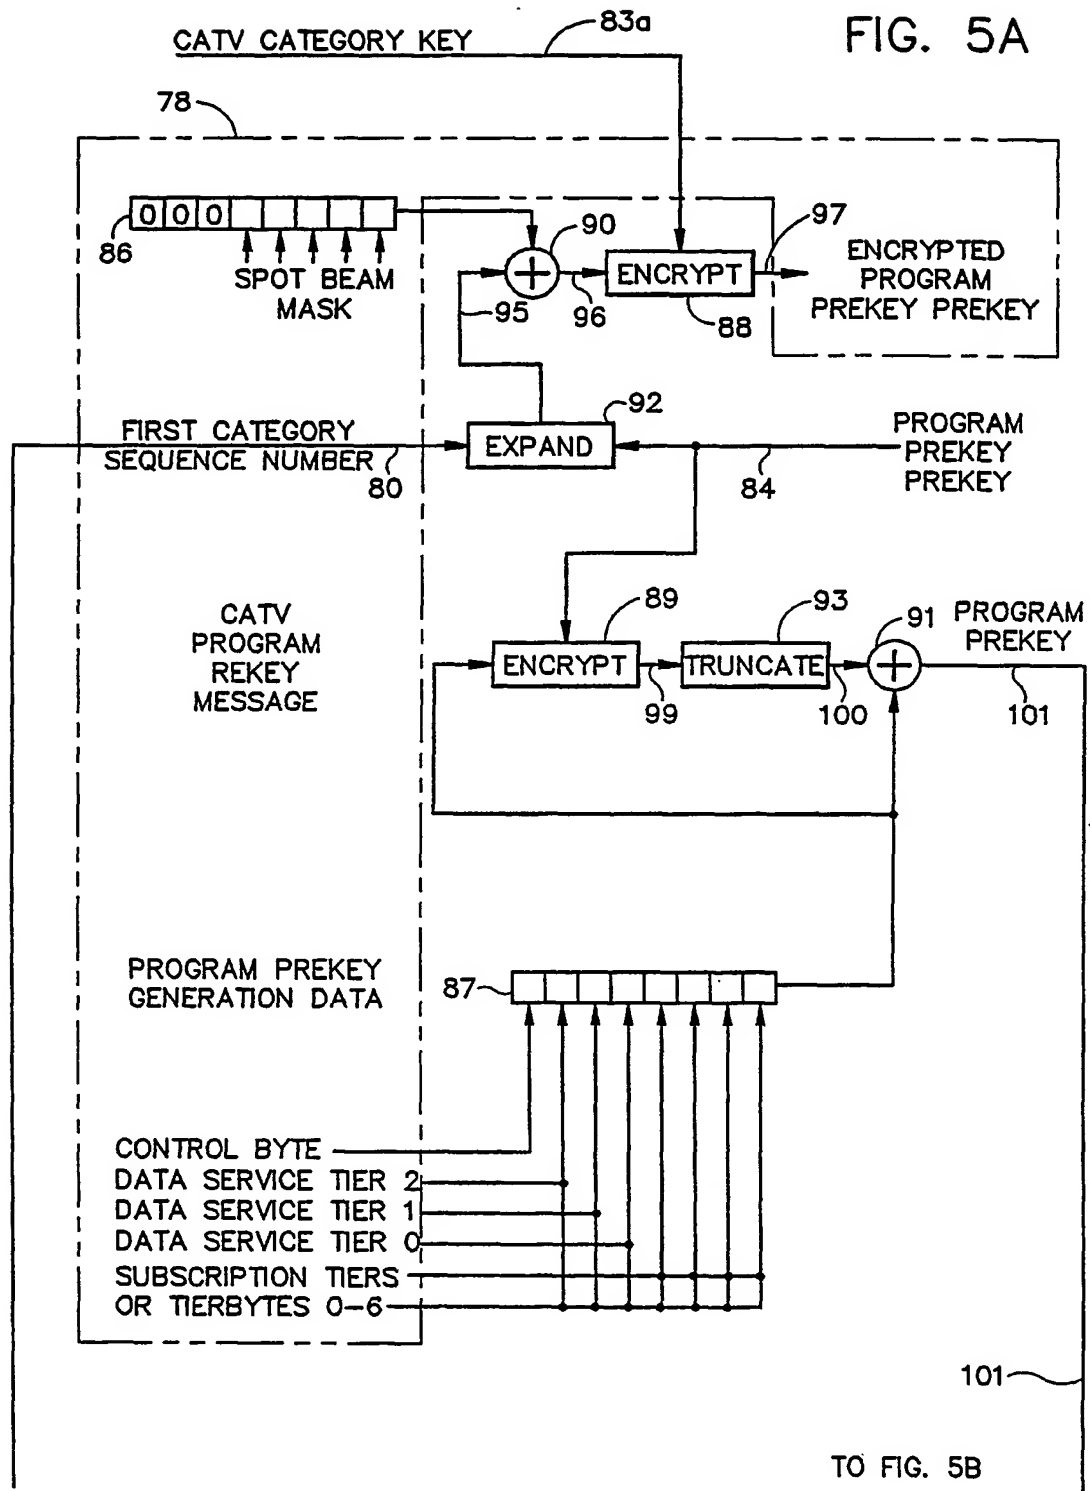 FIG. 5A
CATV CATEGORY KEY
83a
78
0 0 0
86
SPOT BEAM
MASK
90
95
96
ENCRYPT
88
97
ENCRYPTED
PROGRAM
PREKEY PREKEY
FIRST CATEGORY
SEQUENCE NUMBER
80
92
EXPAND
84
PROGRAM
PREKEY
PREKEY
CATV
PROGRAM
REKEY
MESSAGE
89
ENCRYPT
99
93
TRUNCATE
100
91
PROGRAM
PREKEY
101
PROGRAM PREKEY
GENERATION DATA
87
CONTROL BYTE
DATA SERVICE TIER 2
DATA SERVICE TIER 1
DATA SERVICE TIER 0
SUBSCRIPTION TIERS
OR TIERBYTES 0-6
101
TO FIG. 5B